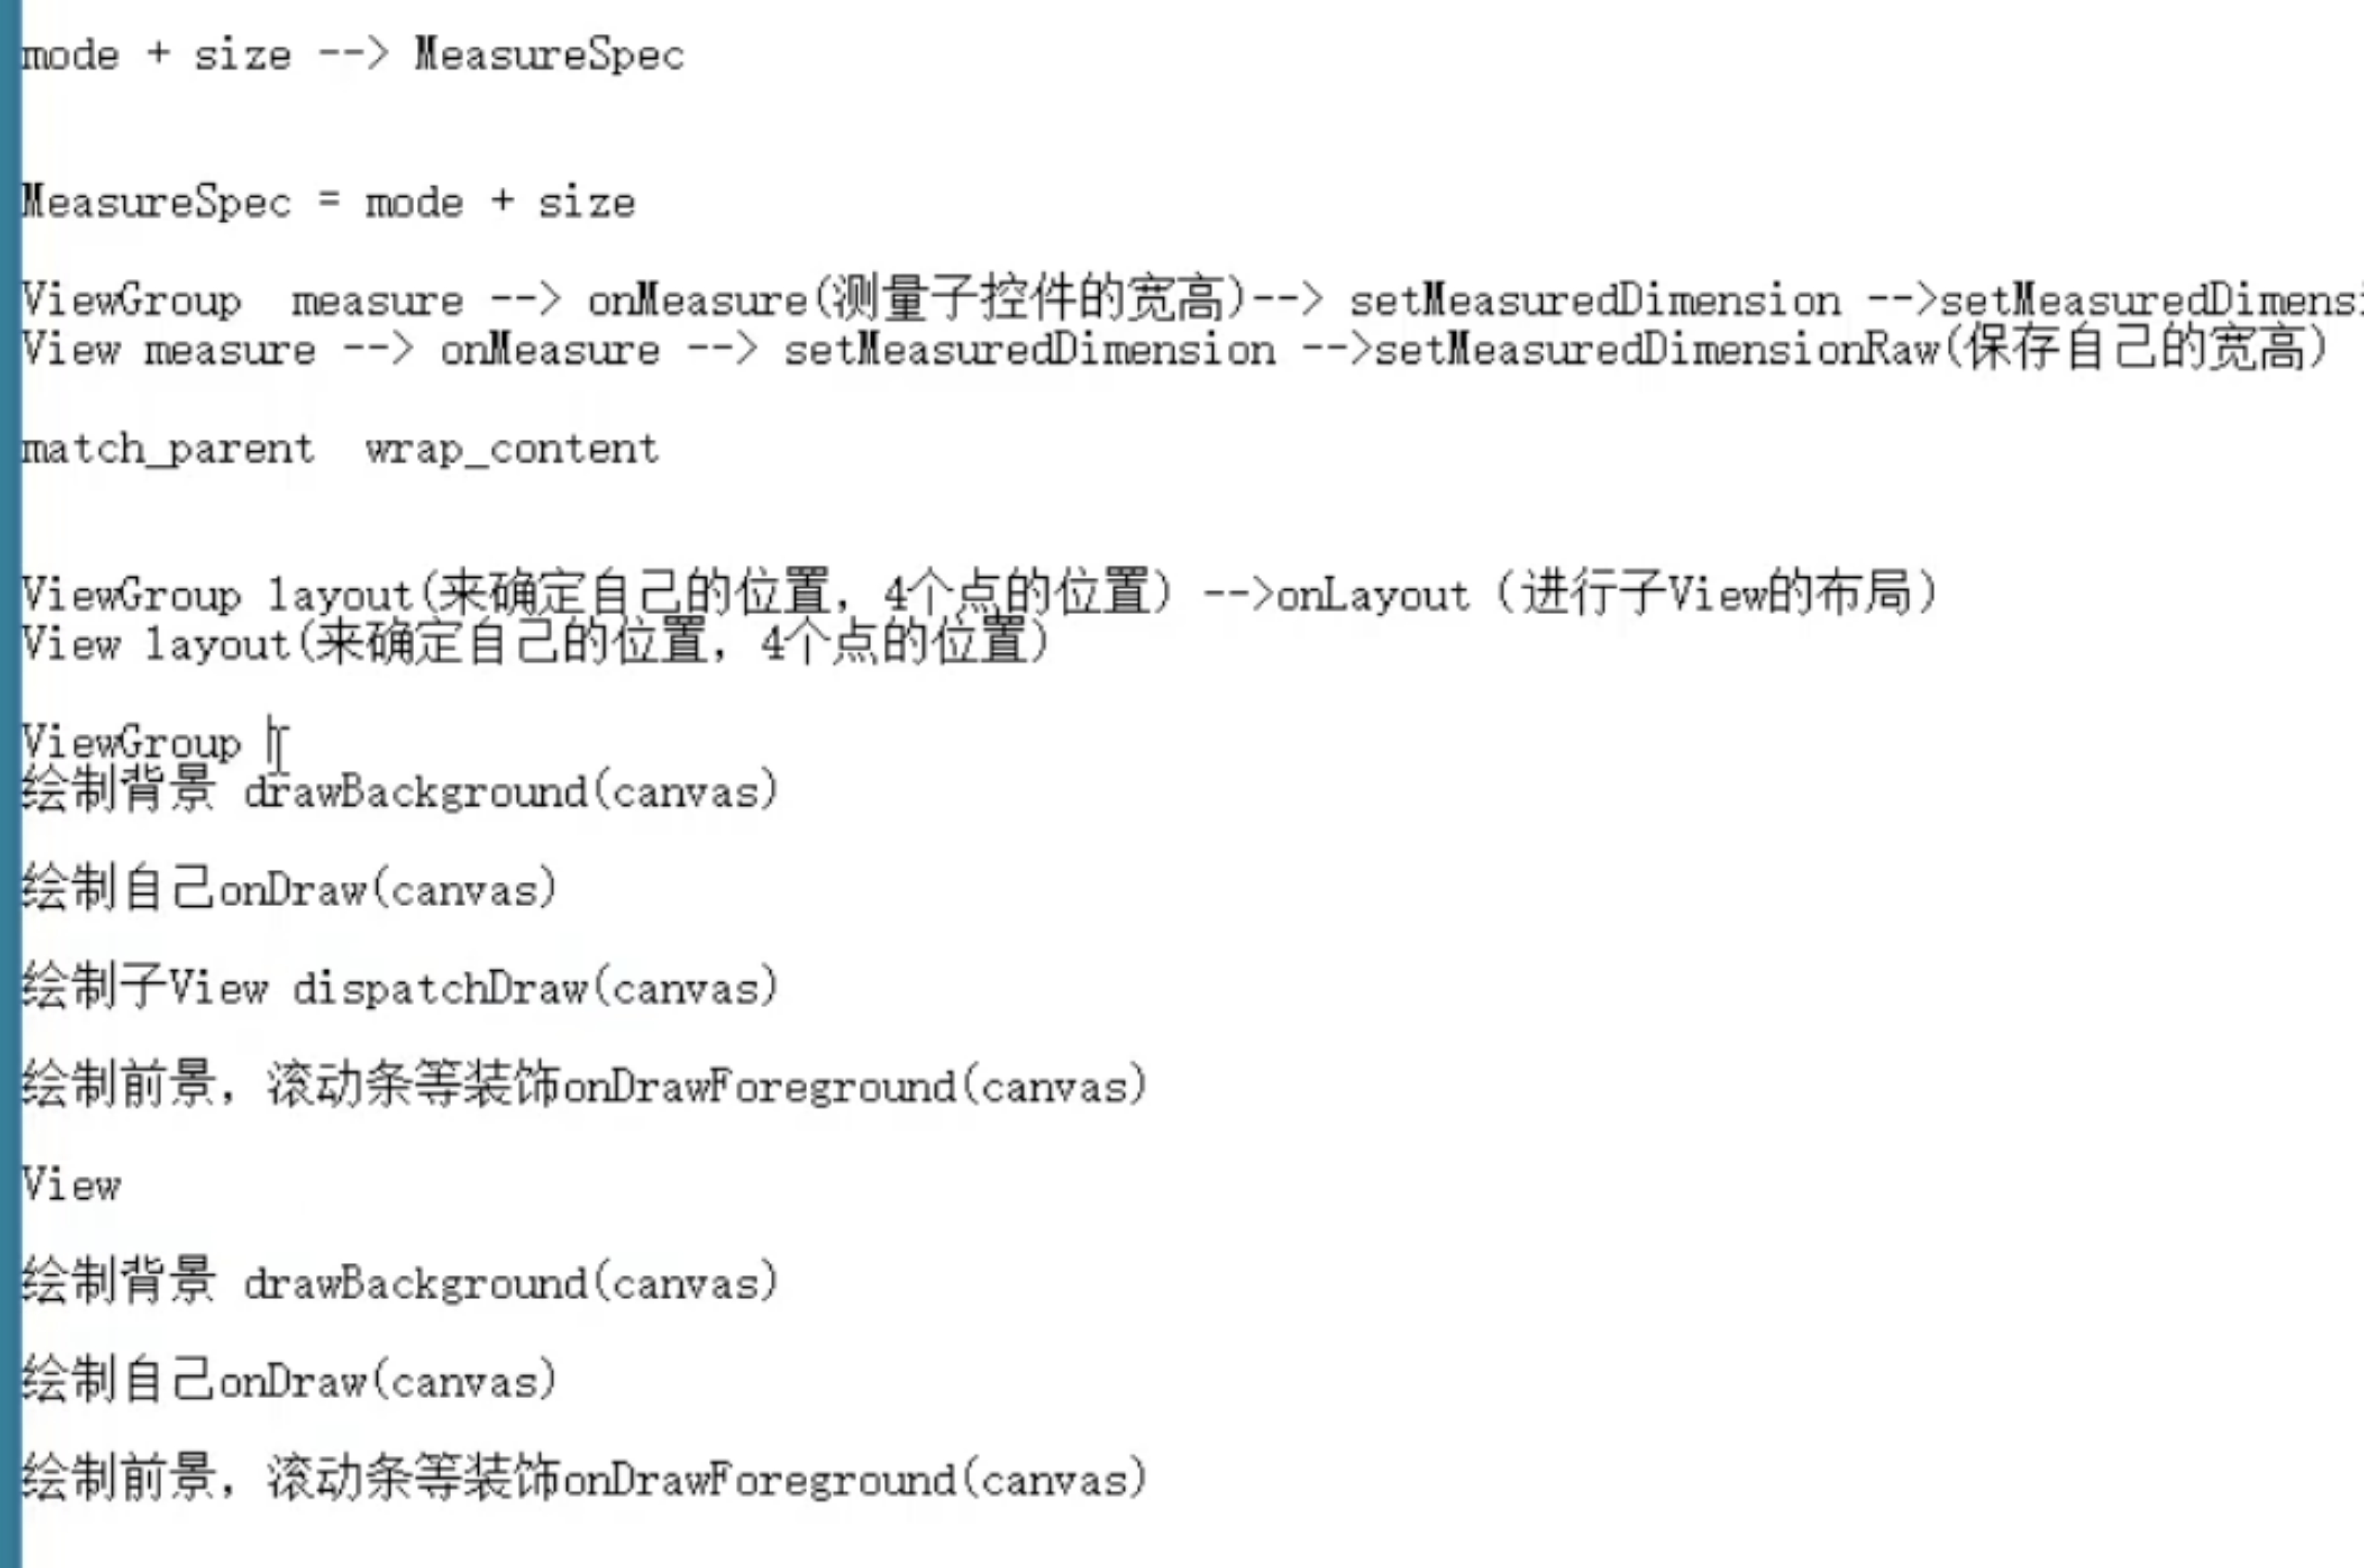 mode + size --> MeasureSpec
MeasureSpec = mode + size
ViewGroup  measure --> onMeasure(测量子控件的宽高)--> setMeasuredDimension -->setMeasuredDimensi
View measure --> onMeasure --> setMeasuredDimension -->setMeasuredDimensionRaw(保存自己的宽高)
match_parent  wrap_content
ViewGroup layout(来确定自己的位置，4个点的位置) -->onLayout（进行子View的布局）
View layout(来确定自己的位置，4个点的位置)
ViewGroup
绘制背景 drawBackground(canvas)
绘制自己onDraw(canvas)
绘制子View dispatchDraw(canvas)
绘制前景，滚动条等装饰onDrawForeground(canvas)
View
绘制背景 drawBackground(canvas)
绘制自己onDraw(canvas)
绘制前景，滚动条等装饰onDrawForeground(canvas)